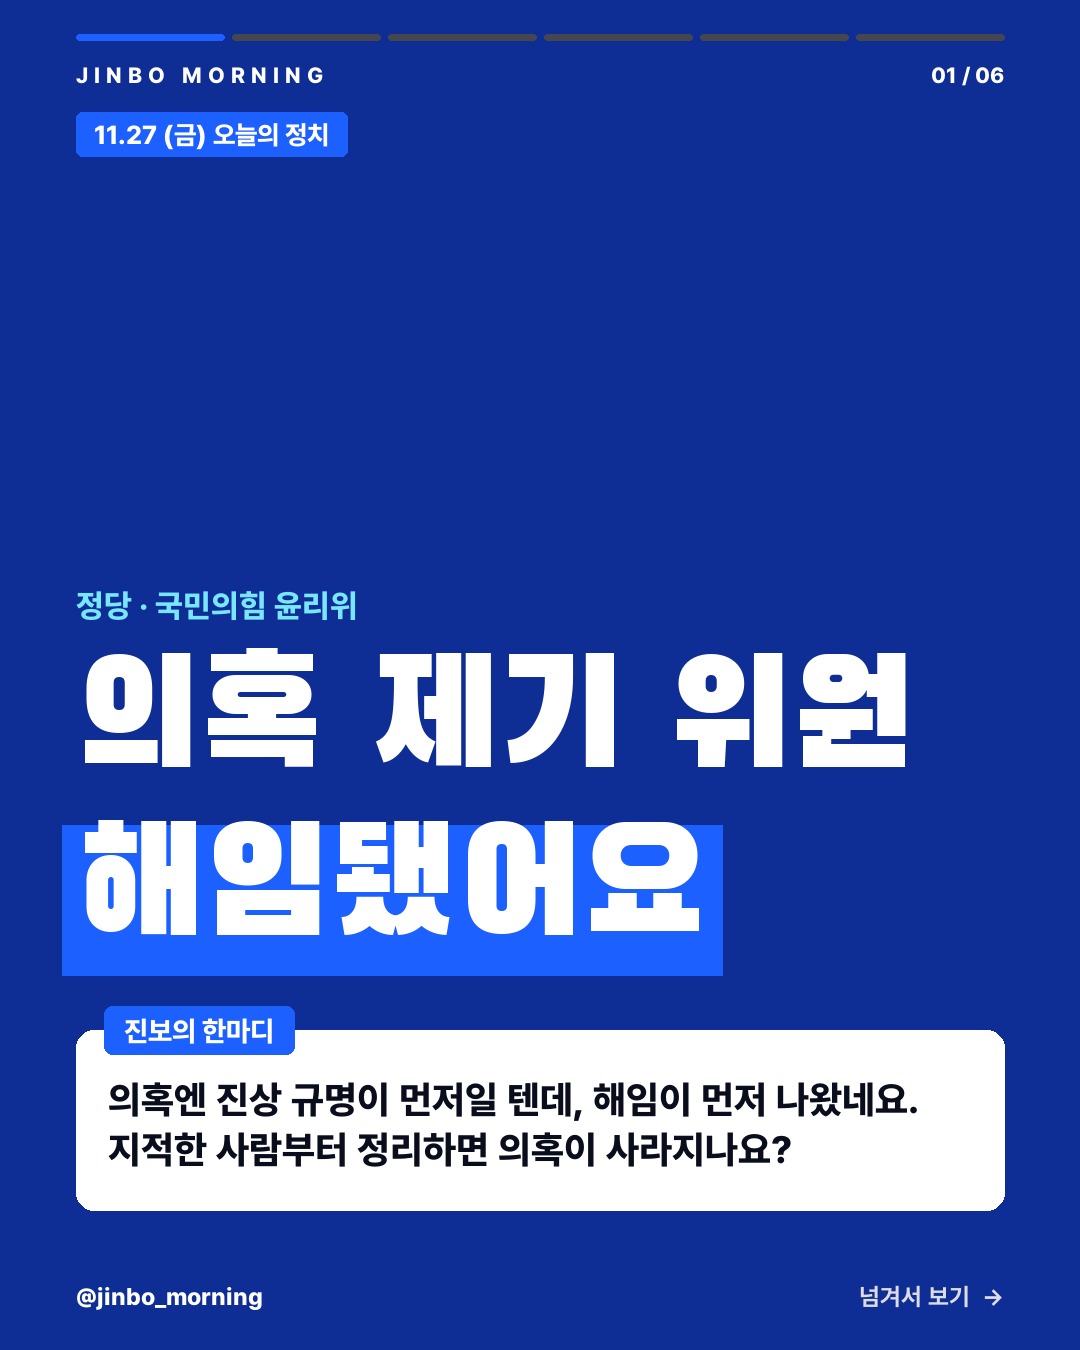 JINBO MORNING
01 / 06
11.27 (금) 오늘의 정치
정당 · 국민의힘 윤리위
의혹 제기 위원
해임됐어요
진보의 한마디
의혹엔 진상 규명이 먼저일 텐데, 해임이 먼저 나왔네요.
지적한 사람부터 정리하면 의혹이 사라지나요?
@jinbo_morning
넘겨서 보기 →